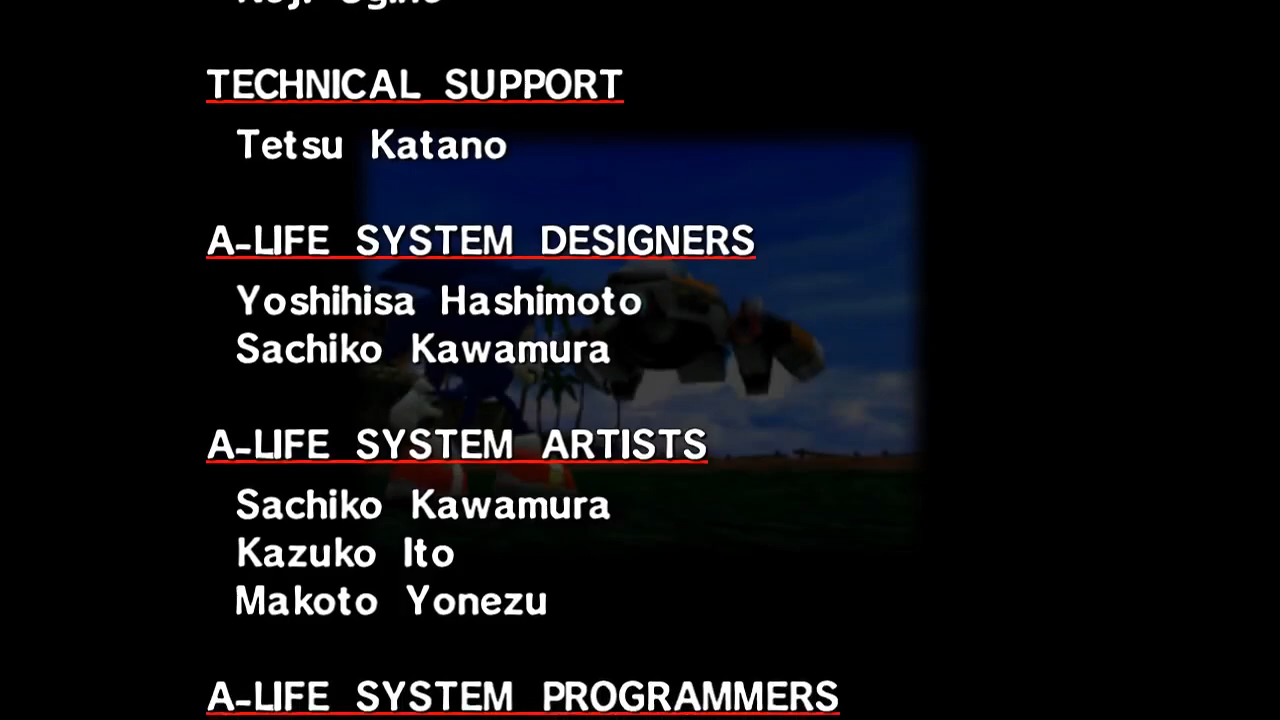 TECHNICAL SUPPORT
Tetsu Katano
A-LIFE SYSTEM DESIGNERS
Yoshihisa Hashimoto
Sachiko Kawamura
A-LIFE SYSTEM ARTISTS
Sachiko Kawamura
Kazuko Ito
Makoto Yonezu
A-LIFE SYSTEM PROGRAMMERS